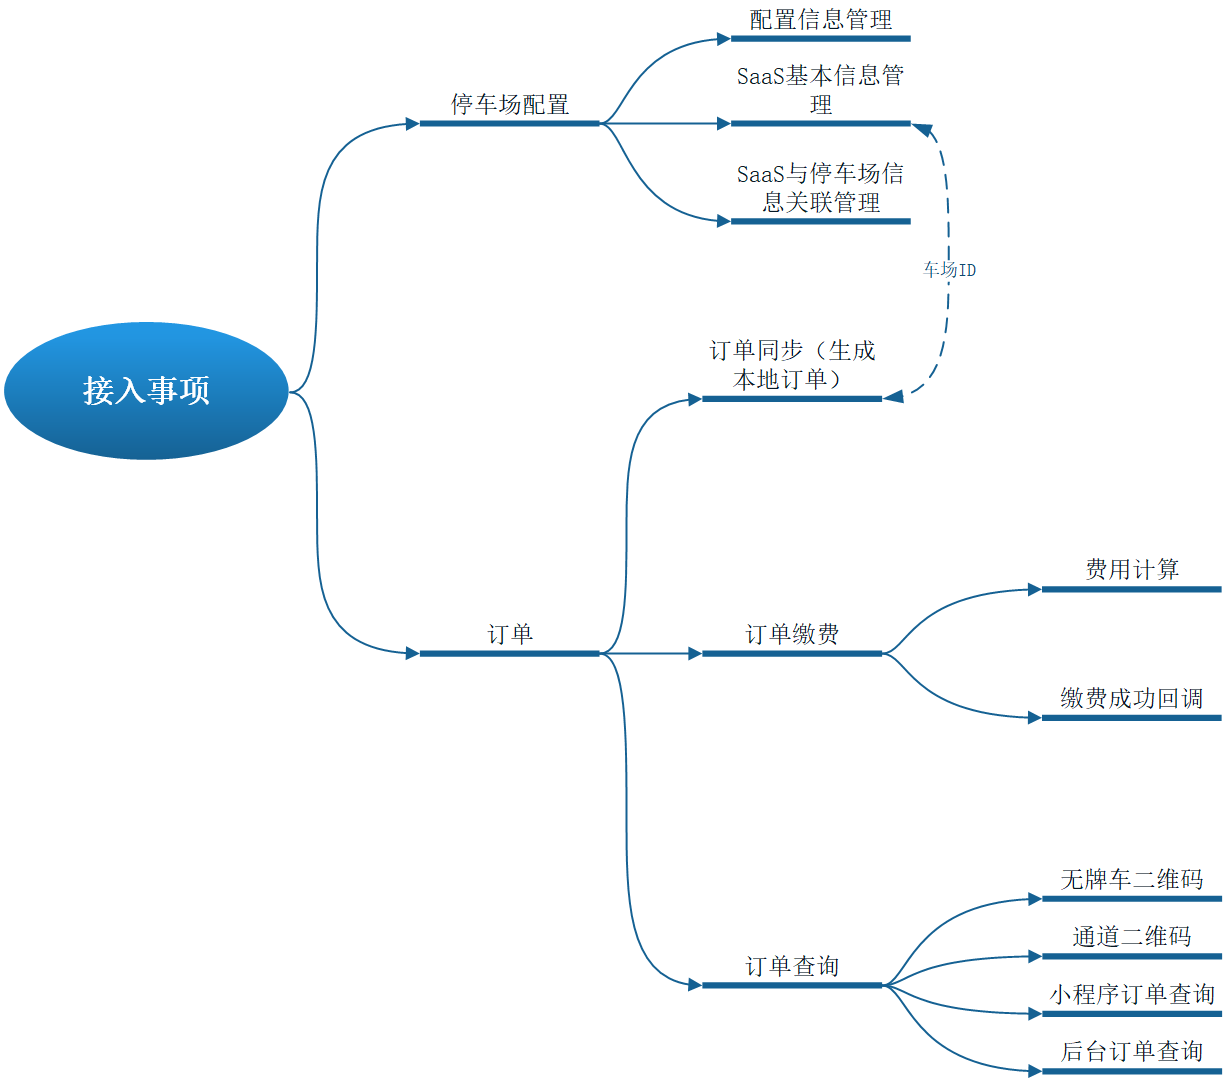 配置信息管理
SaaS基本信息管
理
停车场配置
SaaS与停车场信
息关联管理
车场ID
订单同步（生成
本地订单）
接入事项
费用计算
订单
订单缴费
缴费成功回调
无牌车二维码
通道二维码
订单查询
小程序订单查询
后台订单查询